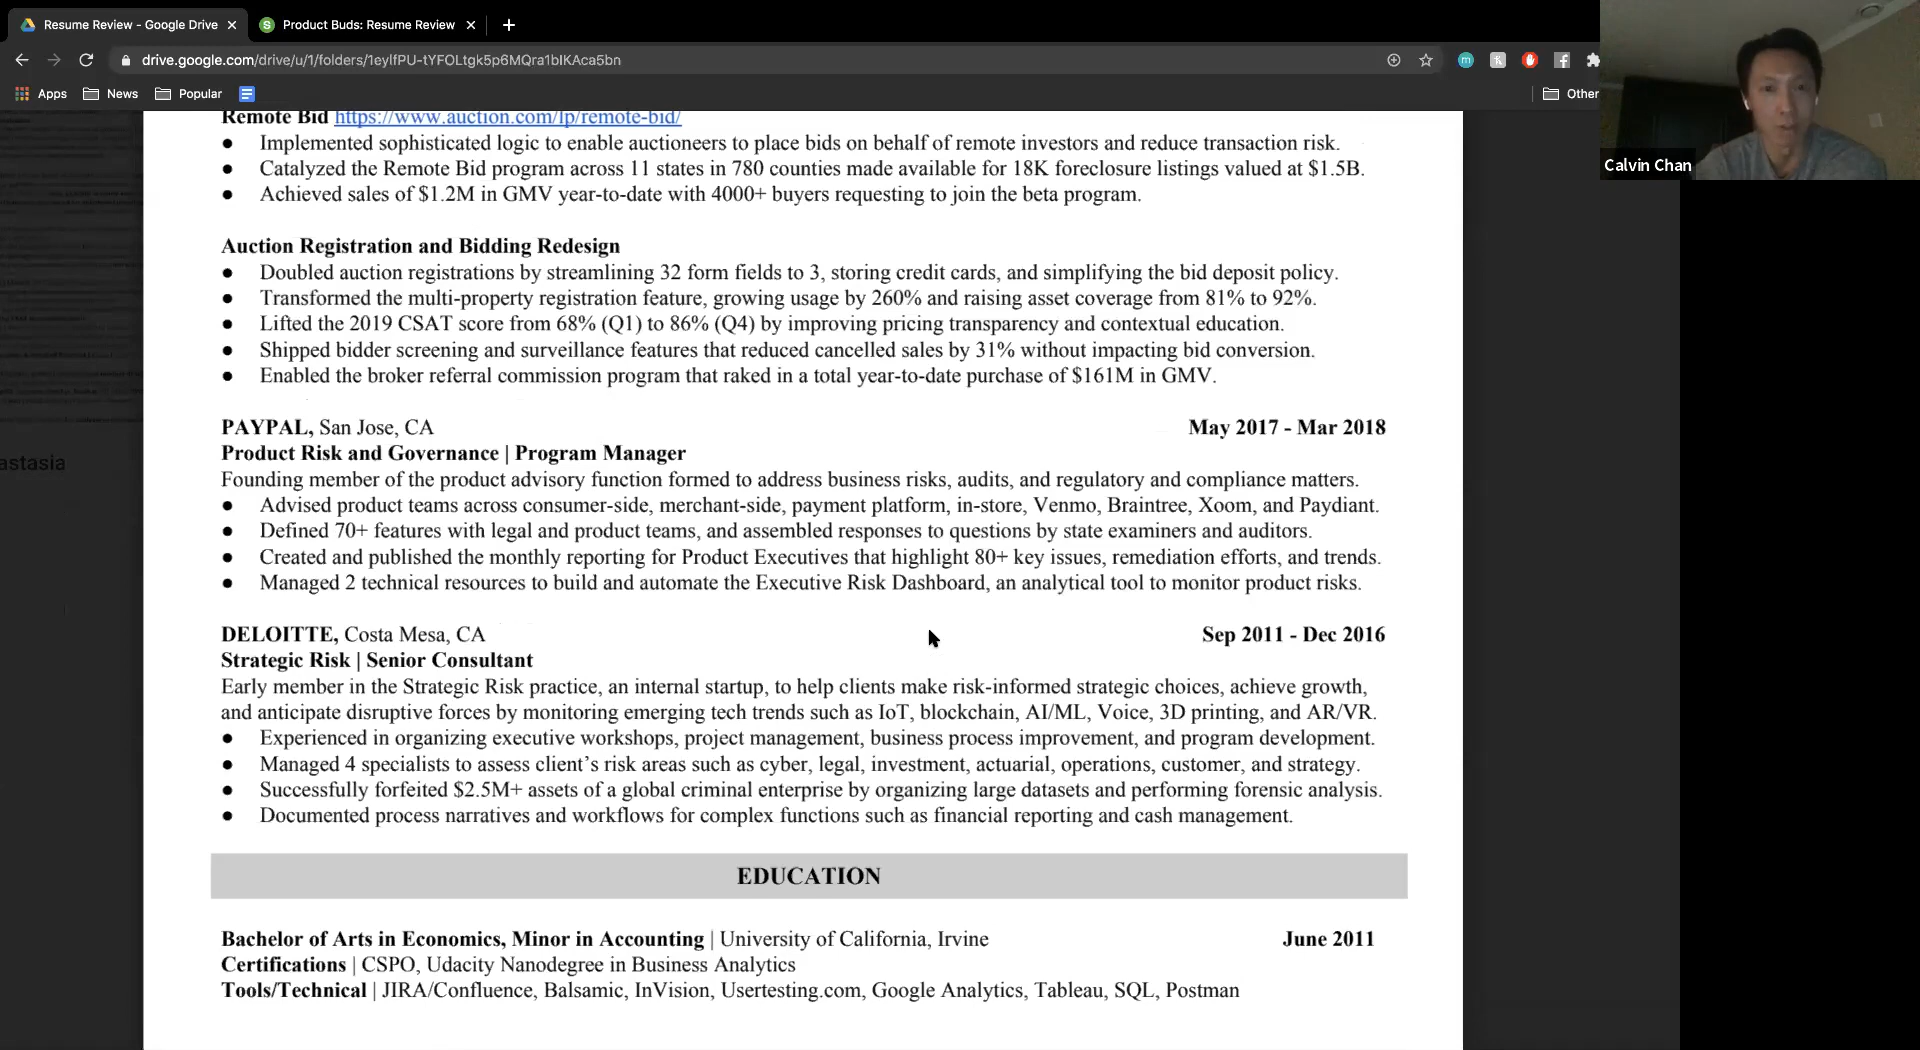 Resume Review - Google Drive
Product Buds: Resume Review
drive.google.com/drive/u/1/folders/1eylfPU-tYFOLtgk5p6MQra1bIKAca5bn
Apps News Popular Other
Calvin Chan
Remote Bid https://www.auction.com/lp/remote-bid/
● Implemented sophisticated logic to enable auctioneers to place bids on behalf of remote investors and reduce transaction risk.
● Catalyzed the Remote Bid program across 11 states in 780 counties made available for 18K foreclosure listings valued at $1.5B.
● Achieved sales of $1.2M in GMV year-to-date with 4000+ buyers requesting to join the beta program.
Auction Registration and Bidding Redesign
● Doubled auction registrations by streamlining 32 form fields to 3, storing credit cards, and simplifying the bid deposit policy.
● Transformed the multi-property registration feature, growing usage by 260% and raising asset coverage from 81% to 92%.
● Lifted the 2019 CSAT score from 68% (Q1) to 86% (Q4) by improving pricing transparency and contextual education.
● Shipped bidder screening and surveillance features that reduced cancelled sales by 31% without impacting bid conversion.
● Enabled the broker referral commission program that raked in a total year-to-date purchase of $161M in GMV.
PAYPAL, San Jose, CA May 2017 - Mar 2018
Product Risk and Governance | Program Manager
astasia
Founding member of the product advisory function formed to address business risks, audits, and regulatory and compliance matters.
● Advised product teams across consumer-side, merchant-side, payment platform, in-store, Venmo, Braintree, Xoom, and Paydiant.
● Defined 70+ features with legal and product teams, and assembled responses to questions by state examiners and auditors.
● Created and published the monthly reporting for Product Executives that highlight 80+ key issues, remediation efforts, and trends.
● Managed 2 technical resources to build and automate the Executive Risk Dashboard, an analytical tool to monitor product risks.
DELOITTE, Costa Mesa, CA Sep 2011 - Dec 2016
Strategic Risk | Senior Consultant
Early member in the Strategic Risk practice, an internal startup, to help clients make risk-informed strategic choices, achieve growth,
and anticipate disruptive forces by monitoring emerging tech trends such as IoT, blockchain, AI/ML, Voice, 3D printing, and AR/VR.
● Experienced in organizing executive workshops, project management, business process improvement, and program development.
● Managed 4 specialists to assess client’s risk areas such as cyber, legal, investment, actuarial, operations, customer, and strategy.
● Successfully forfeited $2.5M+ assets of a global criminal enterprise by organizing large datasets and performing forensic analysis.
● Documented process narratives and workflows for complex functions such as financial reporting and cash management.
EDUCATION
Bachelor of Arts in Economics, Minor in Accounting | University of California, Irvine June 2011
Certifications | CSPO, Udacity Nanodegree in Business Analytics
Tools/Technical | JIRA/Confluence, Balsamic, InVision, Usertesting.com, Google Analytics, Tableau, SQL, Postman